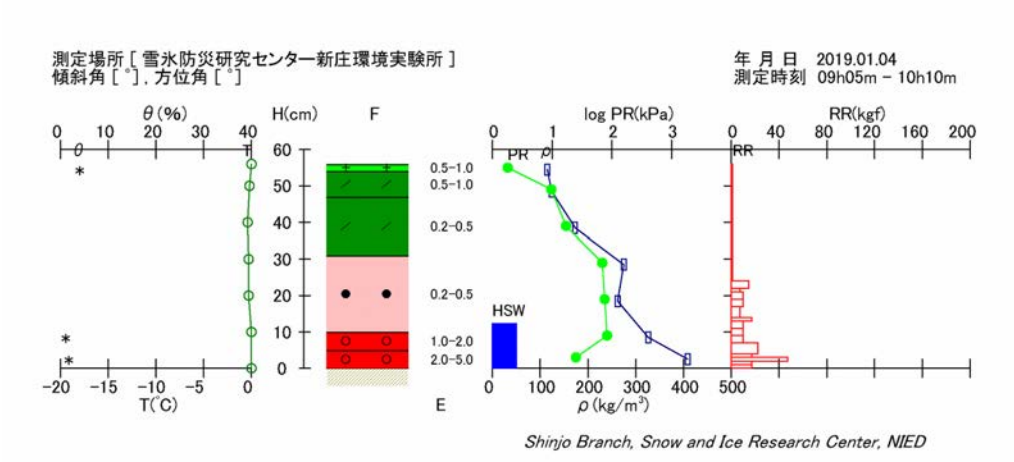 測定場所 [ 雪氷防災研究センター新庄環境実験所 ]
傾斜角 [ °] , 方位角 [ °]
年 月 日 2019.01.04
測定時刻 09h05m - 10h10m
θ(%) H(cm) F log PR(kPa) RR(kgf)
0 10 20 30 40 0 1 2 3 0 40 80 120 160 200
θ T 60 PR ρ RR
* 0.5-1.0
50 0.5-1.0
40 0.2-0.5
30
20 0.2-0.5
HSW
* 10 1.0-2.0
* 0 2.0-5.0
-20 -15 -10 -5 0 0 100 200 300 400 500
T(°C) E ρ (kg/m³)
Shinjo Branch, Snow and Ice Research Center, NIED